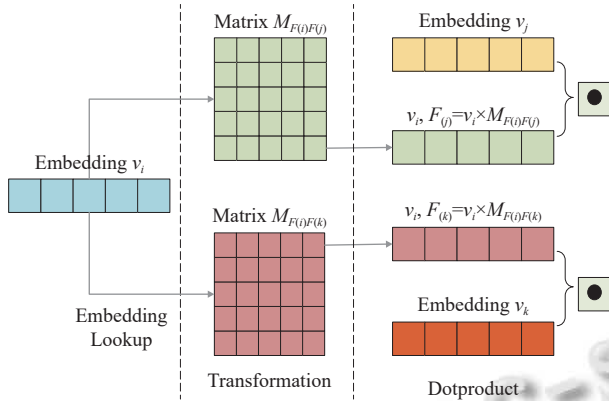 Matrix M_{F(i)F(j)}
Embedding v_j
v_i, F_{(j)}=v_i×M_{F(i)F(j)}
Embedding v_i
Matrix M_{F(i)F(k)}
v_i, F_{(k)}=v_i×M_{F(i)F(k)}
Embedding v_k
Embedding
Lookup
Transformation
Dotproduct